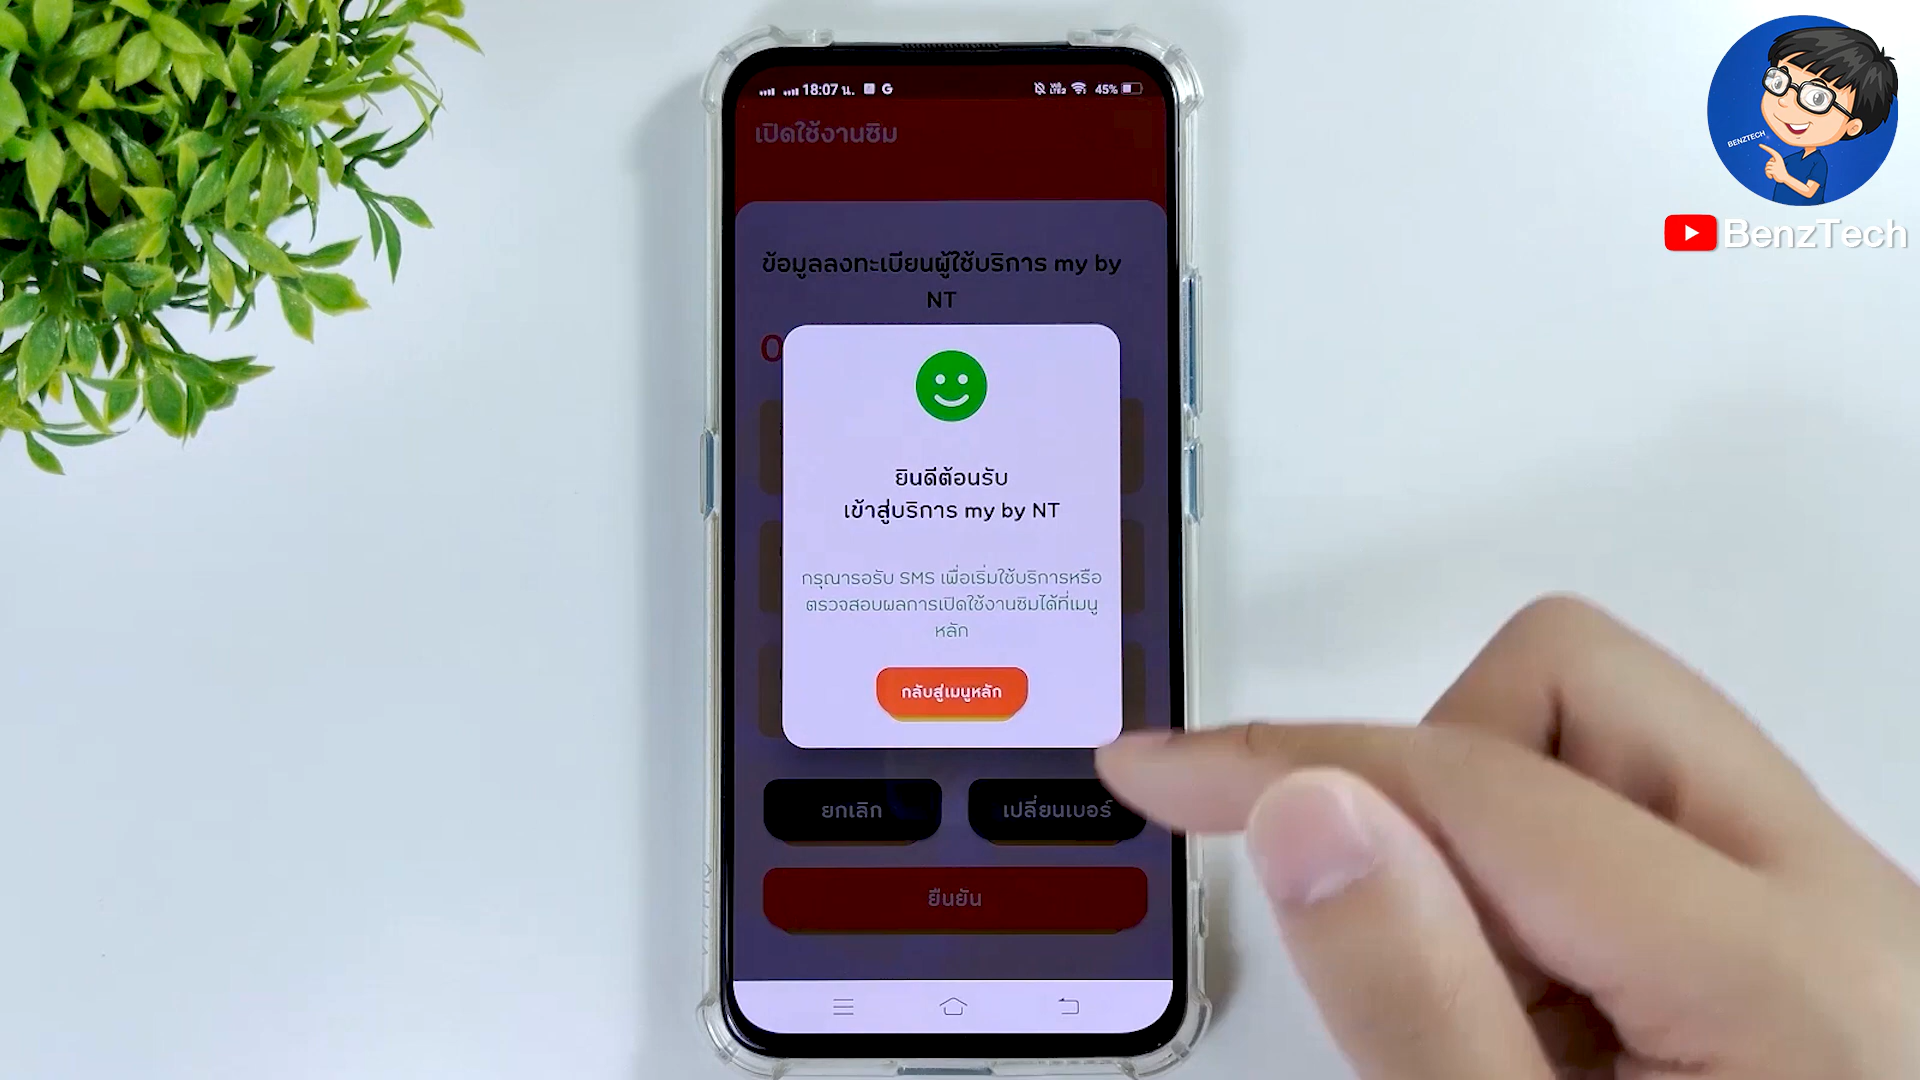 18:07 น. G
VoLTE2 45%
เปิดใช้งานซิม
ข้อมูลลงทะเบียนผู้ใช้บริการ my by
NT
0
ยินดีต้อนรับ
เข้าสู่บริการ my by NT
กรุณารอรับ SMS เพื่อเริ่มใช้บริการหรือ
ตรวจสอบผลการเปิดใช้งานซิมได้ที่เมนู
หลัก
กลับสู่เมนูหลัก
ยกเลิก
เปลี่ยนเบอร์
ยืนยัน
BENZTECH
BenzTech